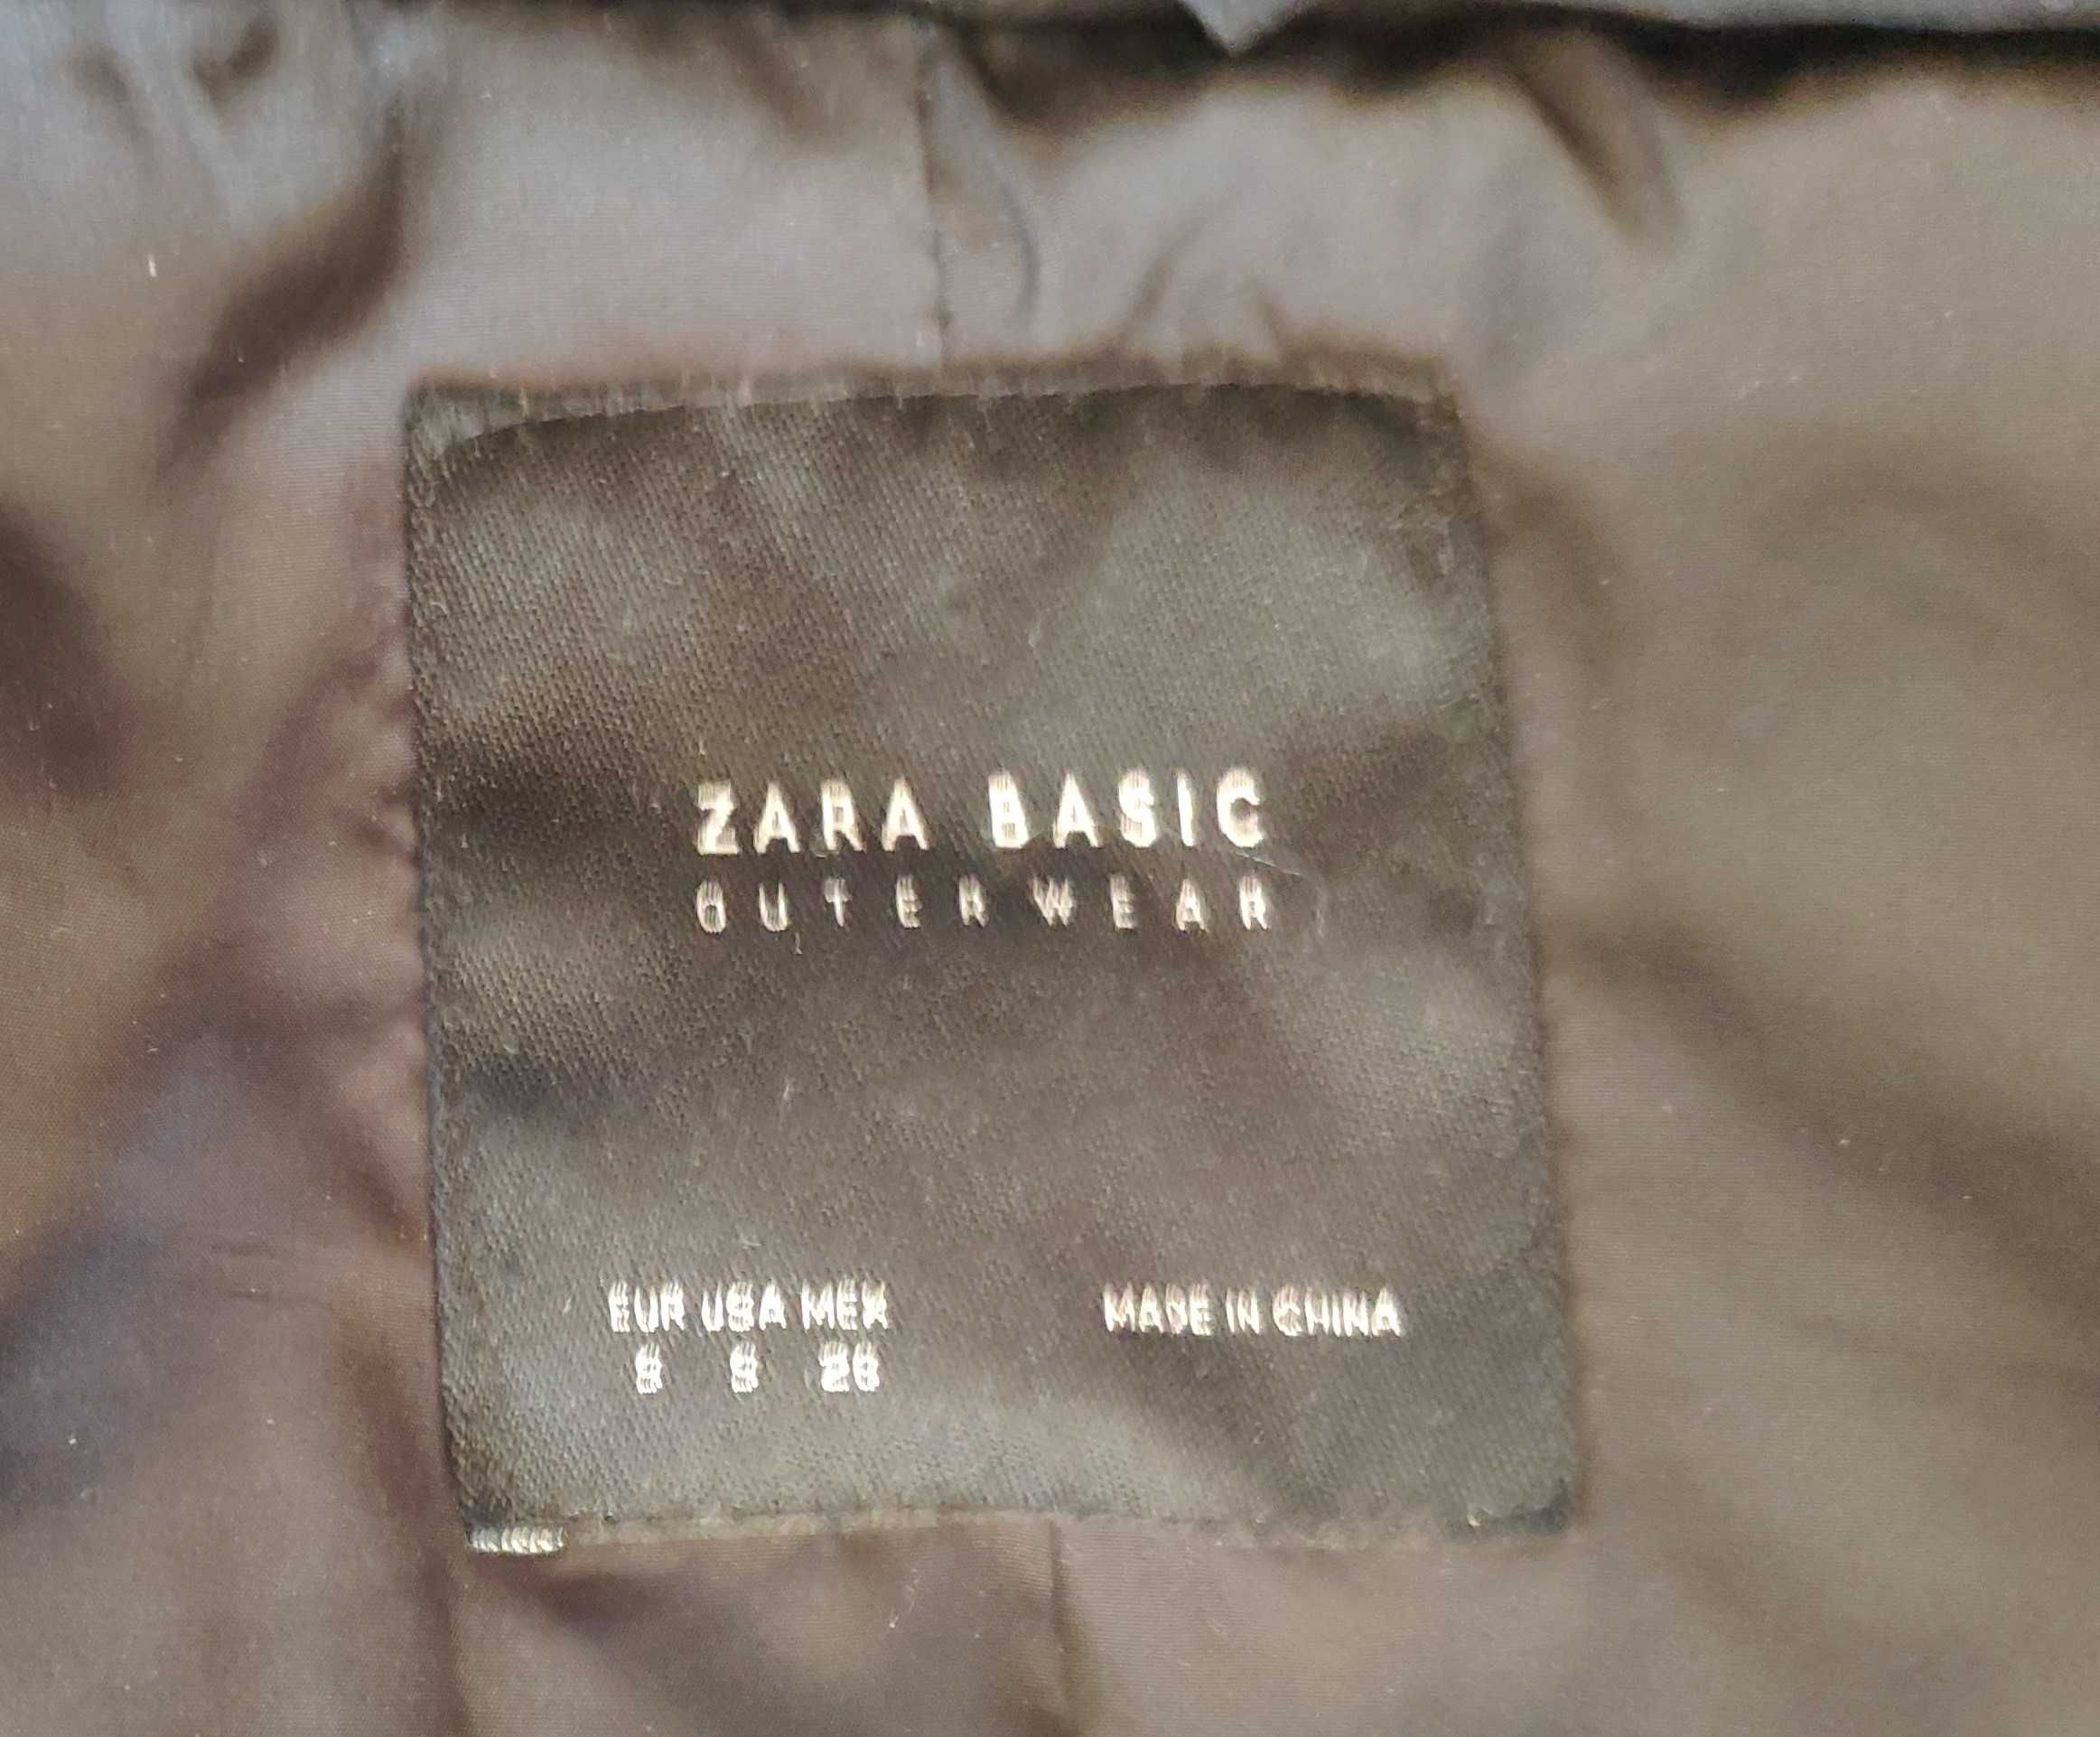 ZARA BASIC
OUTERWEAR
EUR USA MEX
S S 26
MADE IN CHINA